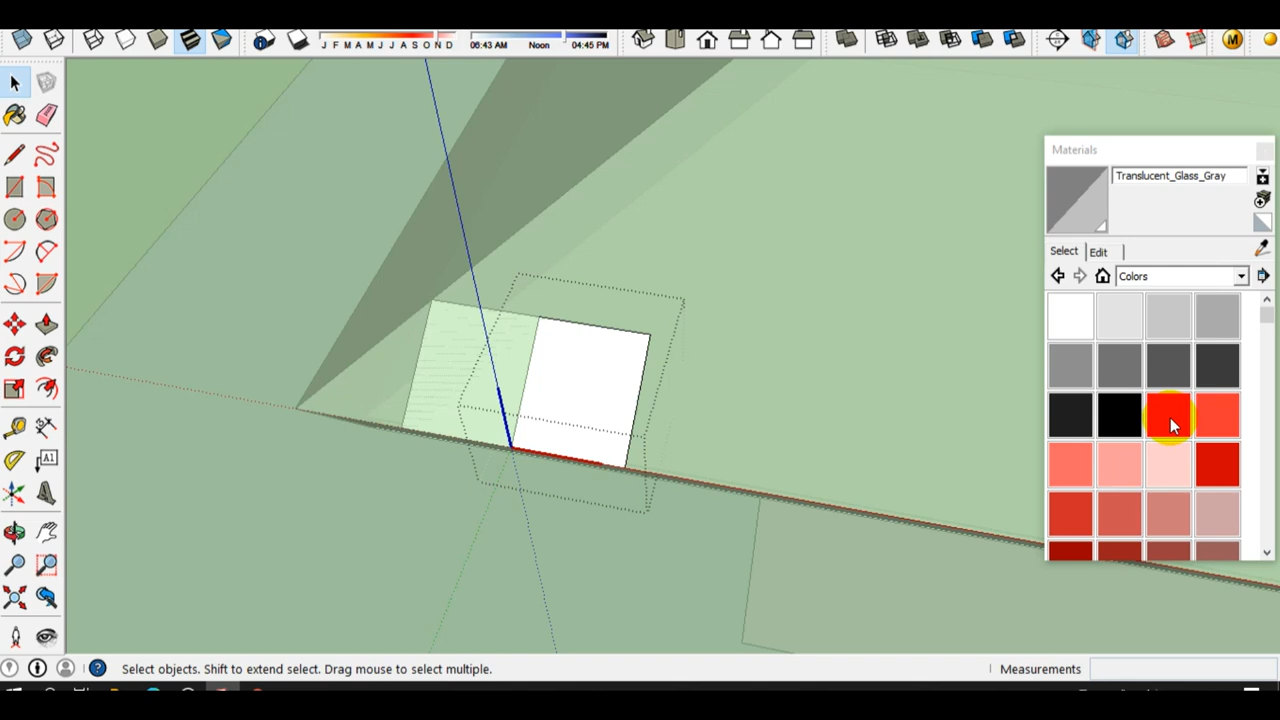 J F M A M J J A S O N D
06:43 AM Noon 04:45 PM
M
Materials
Translucent_Glass_Gray
Select Edit
Colors
A1
Select objects. Shift to extend select. Drag mouse to select multiple.
Measurements